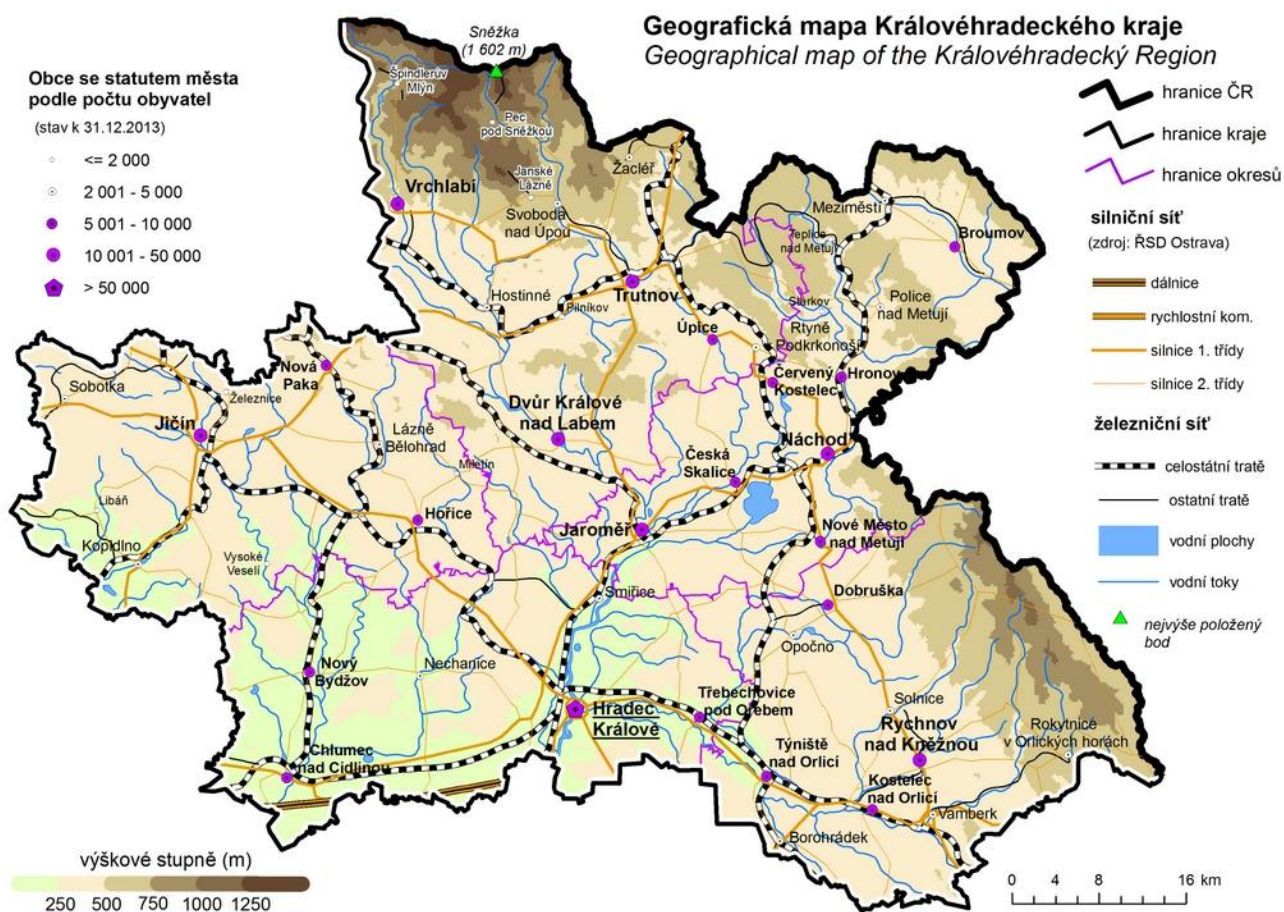 Geografická mapa Královéhradeckého kraje
Geographical map of the Královéhradecký Region
Obce se statutem města
podle počtu obyvatel
(stav k 31.12.2013)
<= 2 000
2 001 - 5 000
5 001 - 10 000
10 001 - 50 000
> 50 000
Sněžka
(1 602 m)
Špindlerův
Mlýn
Pec
pod Sněžkou
Janské
Lázně
Žacléř
Vrchlabí
Svoboda
nad Úpou
Meziměstí
Teplice
nad Metují
Broumov
Hostinné
Trutnov
Pilníkov
Stárkov
Police
nad Metují
Úpice
Rtyně
v Podkrkonoší
Nová
Paka
Sobotka
Železnice
Červený
Kostelec
Hronov
Jičín
Dvůr Králové
nad Labem
Lázně
Bělohrad
Náchod
Česká
Skalice
Miletín
Libáň
Hořice
Jaroměř
Nové Město
nad Metují
Kopidlno
Vysoké
Veselí
Smiřice
Dobruška
Opočno
Nový
Bydžov
Nechanice
Třebechovice
pod Orebem
Solnice
Hradec
Králové
Rychnov
nad Kněžnou
Rokytnice
v Orlických horách
Chlumec
nad Cidlinou
Týniště
nad Orlicí
Kostelec
nad Orlicí
Vamberk
Borohrádek
hranice ČR
hranice kraje
hranice okresů
silniční síť
(zdroj: ŘSD Ostrava)
dálnice
rychlostní kom.
silnice 1. třídy
silnice 2. třídy
železniční síť
celostátní tratě
ostatní tratě
vodní plochy
vodní toky
nejvýše položený
bod
výškové stupně (m)
250 500 750 1000 1250
0 4 8 16 km